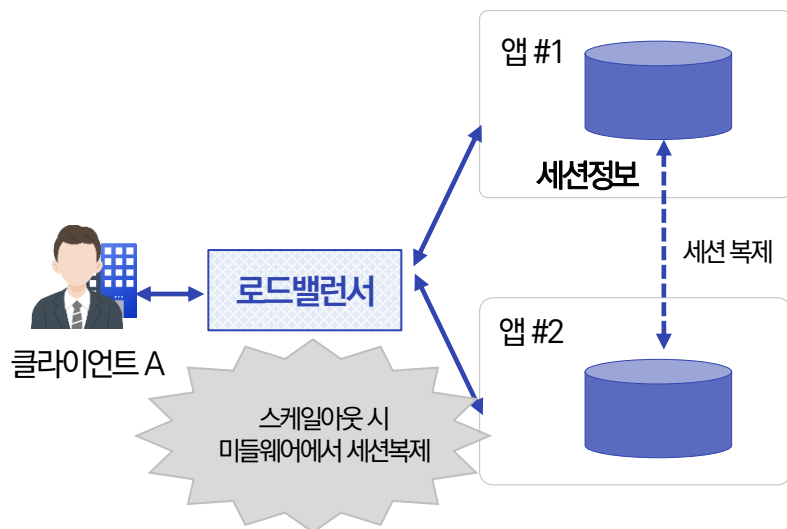 앱 #1
세션정보
세션 복제
로드밸런서
클라이언트 A
앱 #2
스케일아웃 시
미들웨어에서 세션복제